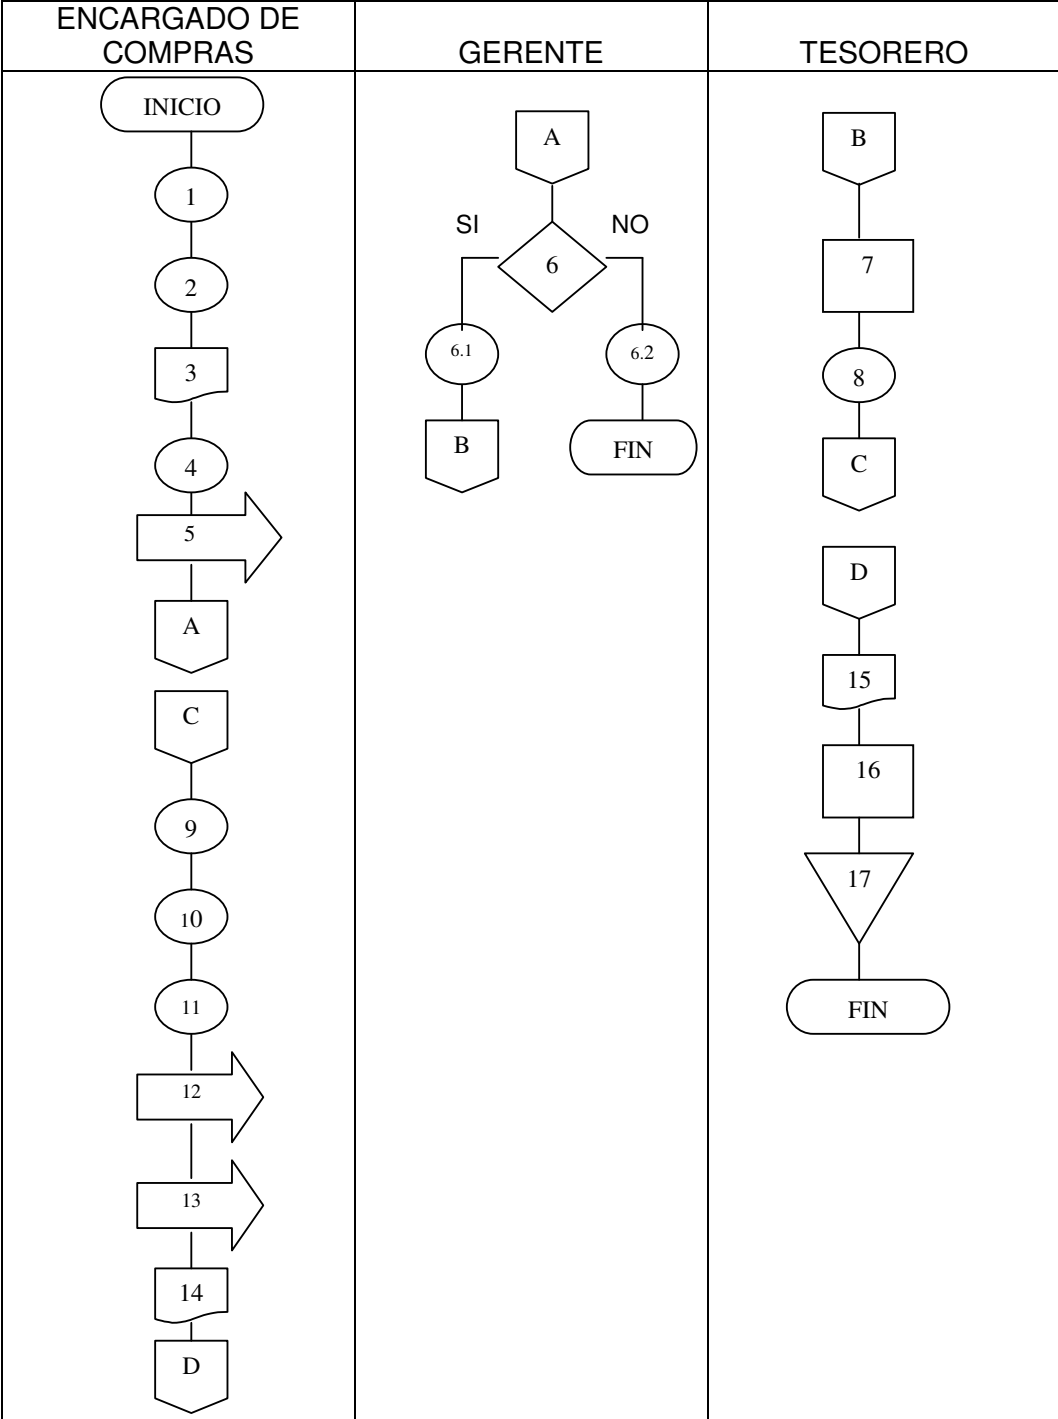 ENCARGADO DE
COMPRAS
GERENTE
TESORERO
INICIO
1
2
3
4
5
A
C
9
10
11
12
13
14
D
A
SI
NO
6
6.1
6.2
B
FIN
B
7
8
C
D
15
16
17
FIN